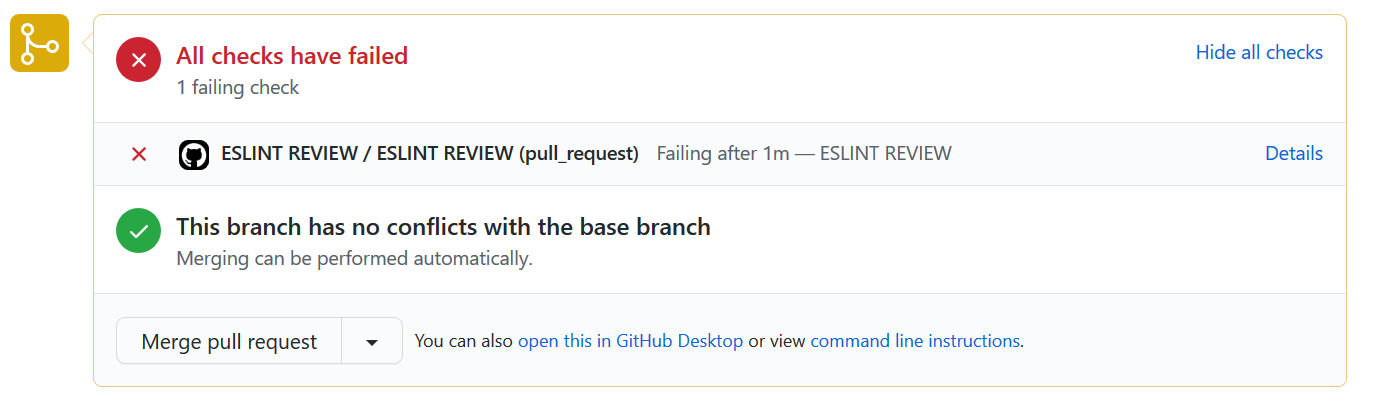 All checks have failed
Hide all checks
1 failing check
ESLINT REVIEW / ESLINT REVIEW (pull_request) Failing after 1m — ESLINT REVIEW
Details
This branch has no conflicts with the base branch
Merging can be performed automatically.
Merge pull request
You can also open this in GitHub Desktop or view command line instructions.